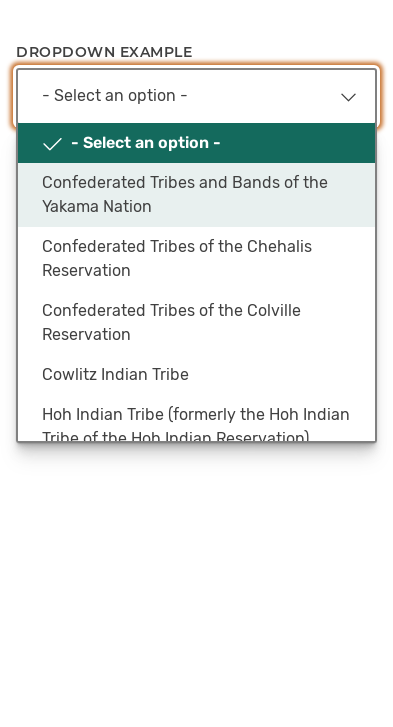 DROPDOWN EXAMPLE
- Select an option -
- Select an option -
Confederated Tribes and Bands of the
Yakama Nation
Confederated Tribes of the Chehalis
Reservation
Confederated Tribes of the Colville
Reservation
Cowlitz Indian Tribe
Hoh Indian Tribe (formerly the Hoh Indian
Tribe of the Hoh Indian Reservation)